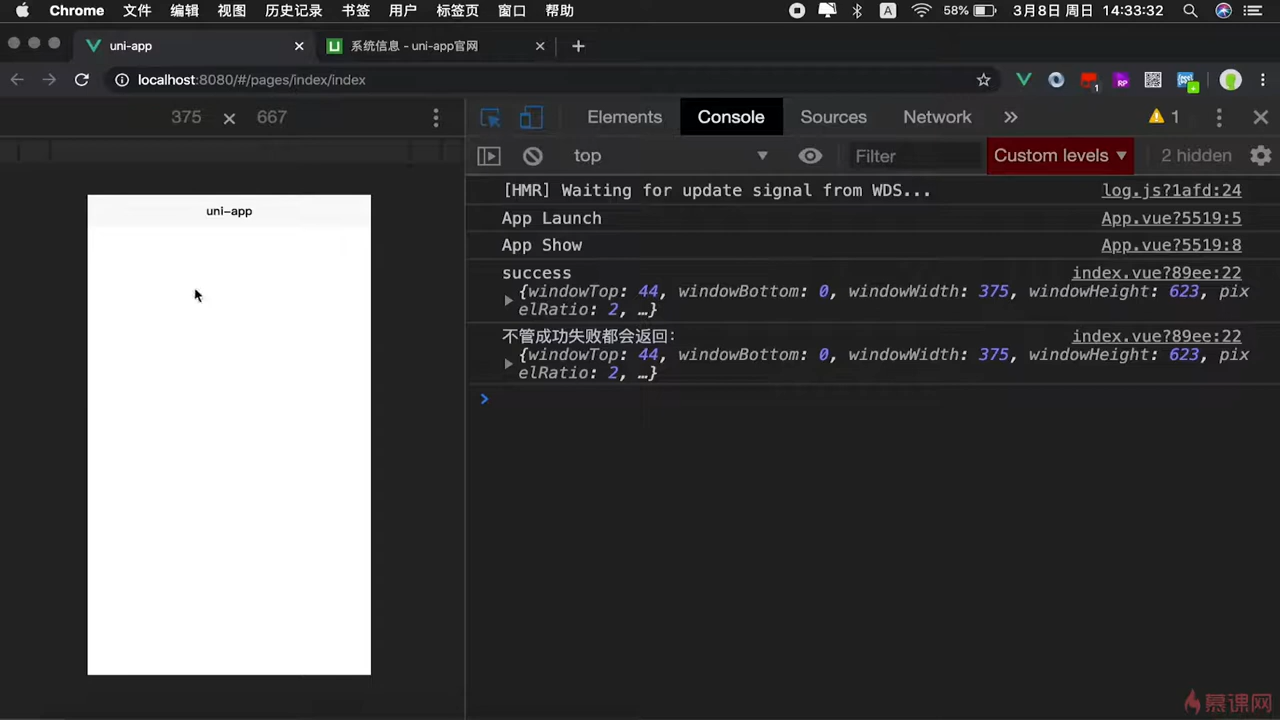 Chrome 文件 编辑 视图 历史记录 书签 用户 标签页 窗口 帮助 A 58% 3月8日 周日 14:33:32
uni-app 系统信息 - uni-app官网
localhost:8080/#/pages/index/index
RP
1
375 × 667
Elements Console Sources Network 1
top Filter Custom levels 2 hidden
[HMR] Waiting for update signal from WDS... log.js?1afd:24
App Launch App.vue?5519:5
App Show App.vue?5519:8
success index.vue?89ee:22
{windowTop: 44, windowBottom: 0, windowWidth: 375, windowHeight: 623, pix
elRatio: 2, …}
不管成功失败都会返回: index.vue?89ee:22
{windowTop: 44, windowBottom: 0, windowWidth: 375, windowHeight: 623, pix
elRatio: 2, …}
uni-app
慕课网